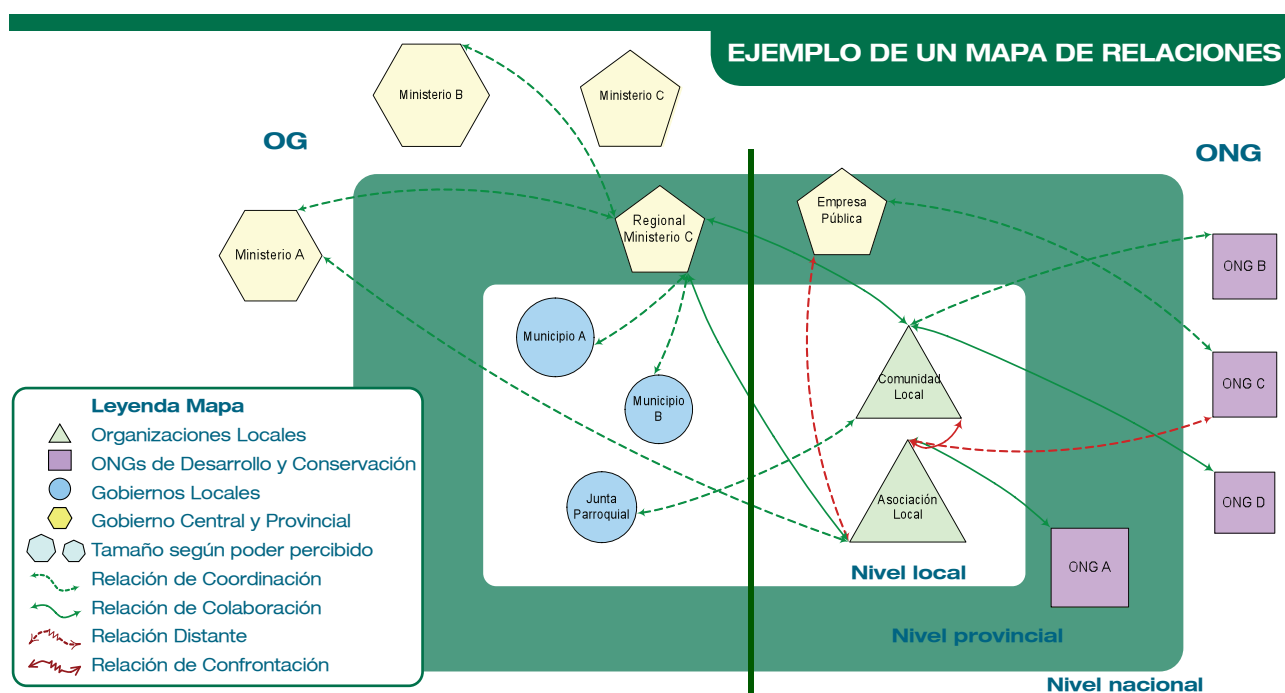 EJEMPLO DE UN MAPA DE RELACIONES
Ministerio B
Ministerio C
OG
ONG
Regional
Ministerio C
Empresa
Pública
Ministerio A
ONG B
Municipio A
Comunidad
Local
ONG C
Municipio
B
Asociación
Local
Junta
Parroquial
ONG D
ONG A
Nivel local
Nivel provincial
Nivel nacional
Leyenda Mapa
Organizaciones Locales
ONGs de Desarrollo y Conservación
Gobiernos Locales
Gobierno Central y Provincial
Tamaño según poder percibido
Relación de Coordinación
Relación de Colaboración
Relación Distante
Relación de Confrontación